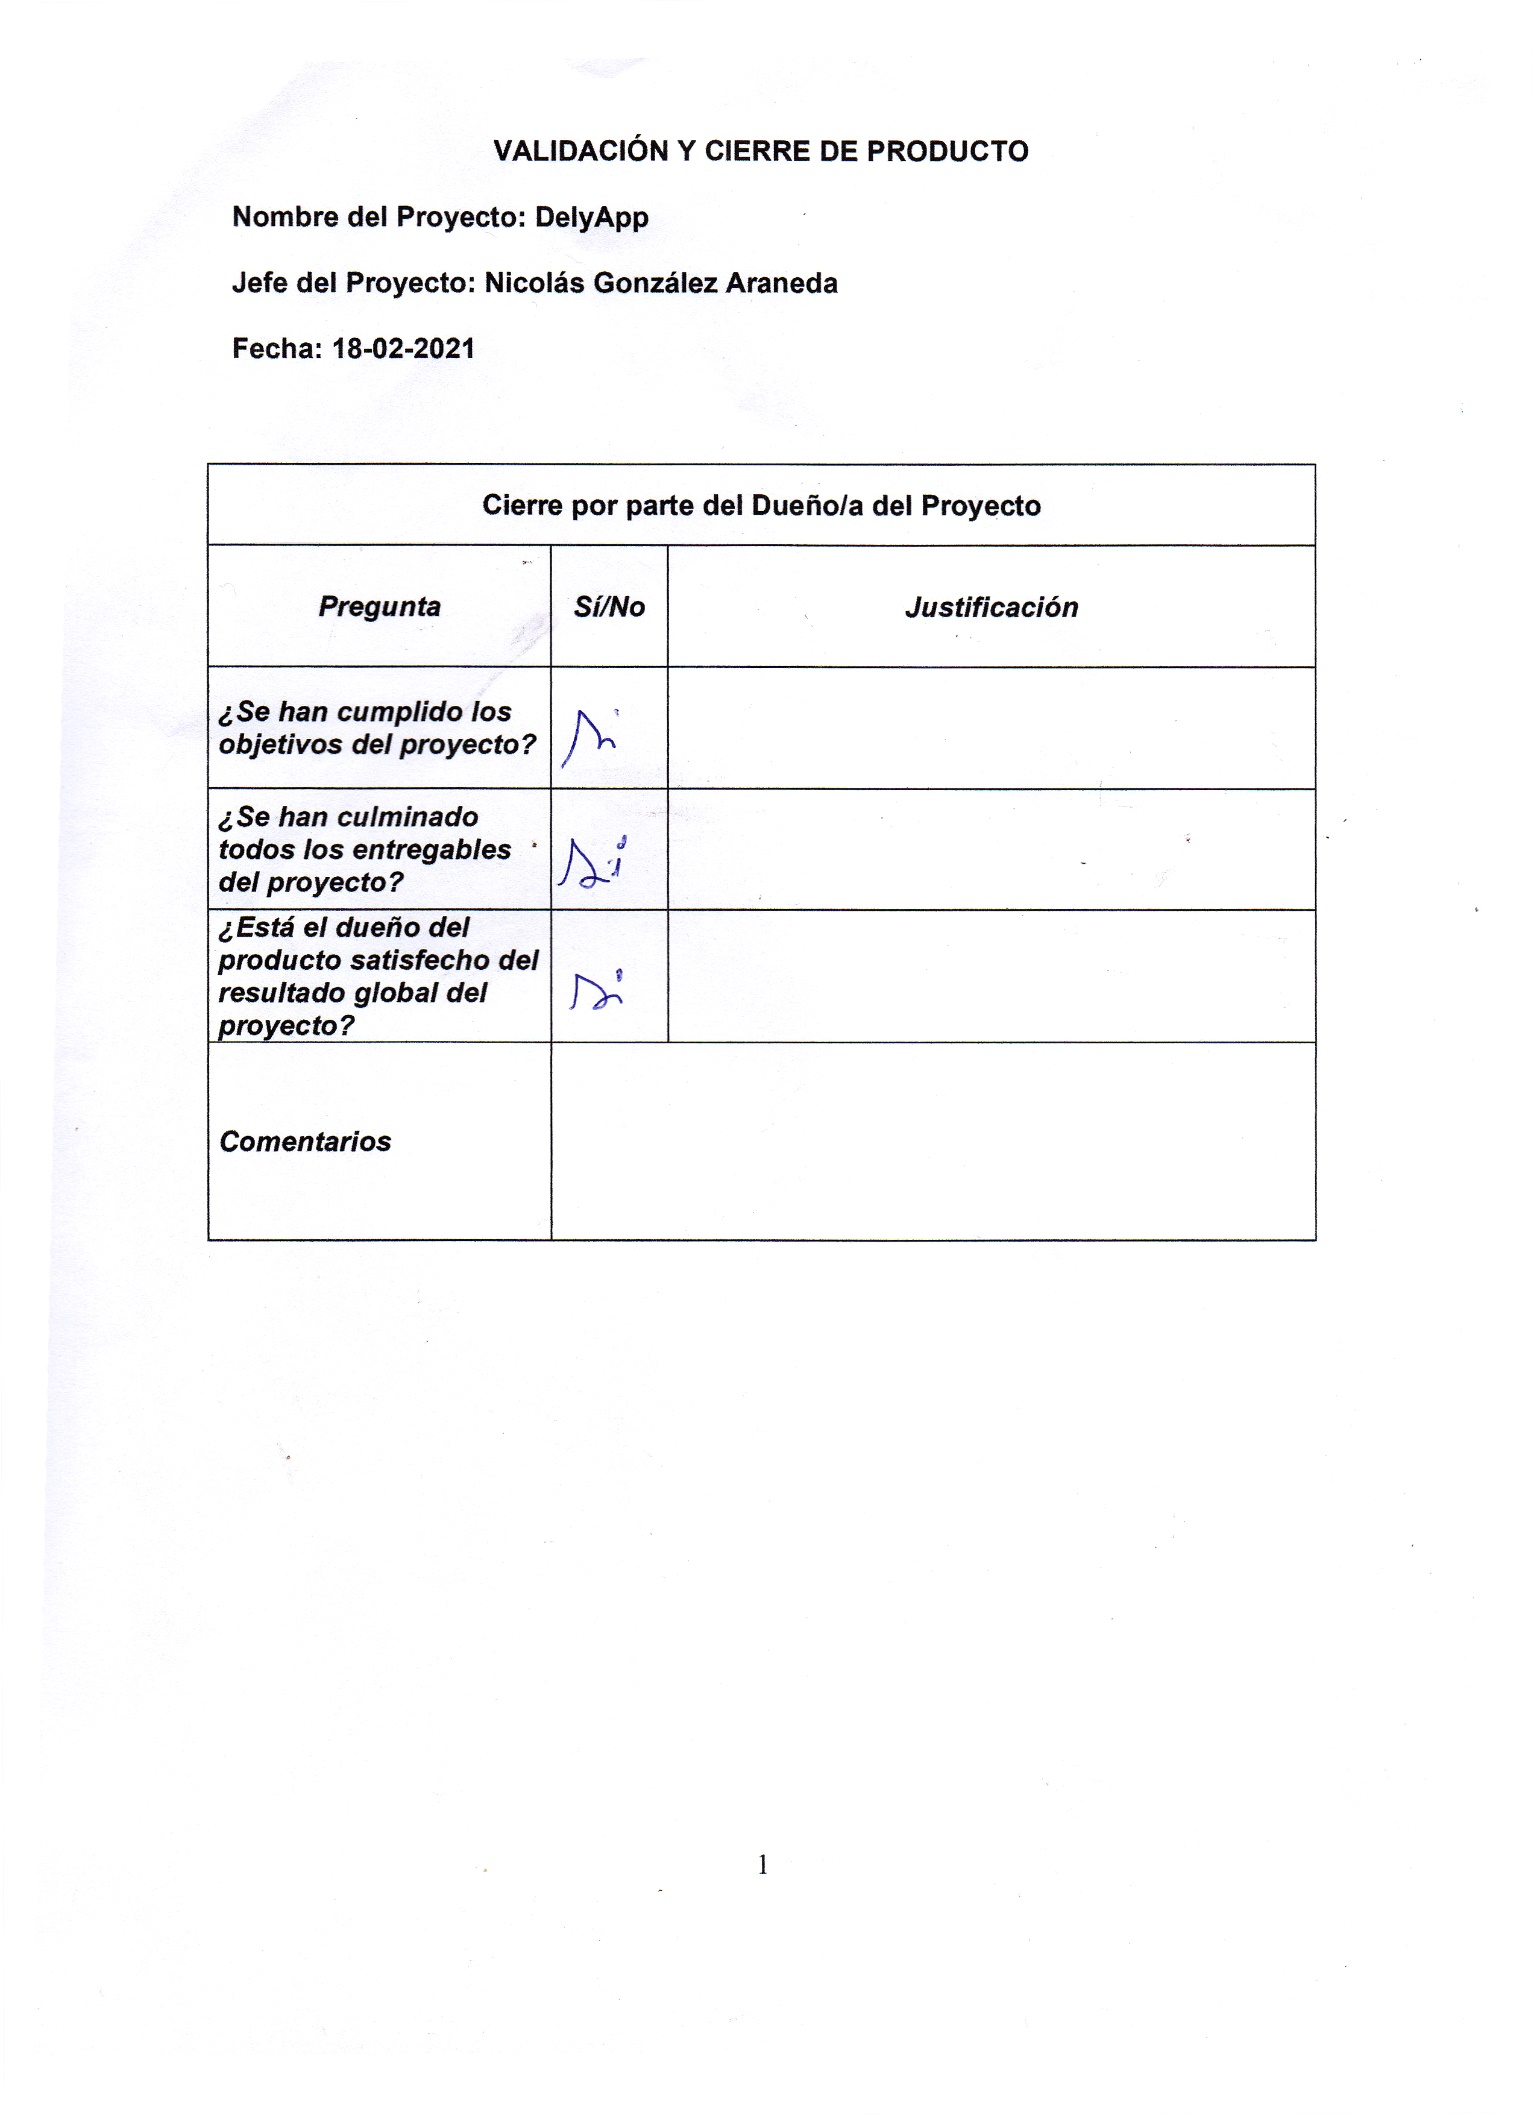 VALIDACIÓN Y CIERRE DE PRODUCTO
Nombre del Proyecto: DelyApp
Jefe del Proyecto: Nicolás González Araneda
Fecha: 18-02-2021
Cierre por parte del Dueño/a del Proyecto
Pregunta Sí/No Justificación
¿Se han cumplido los
objetivos del proyecto?
si
¿Se han culminado
todos los entregables
del proyecto?
si
¿Está el dueño del
producto satisfecho del
resultado global del
proyecto?
si
Comentarios
1